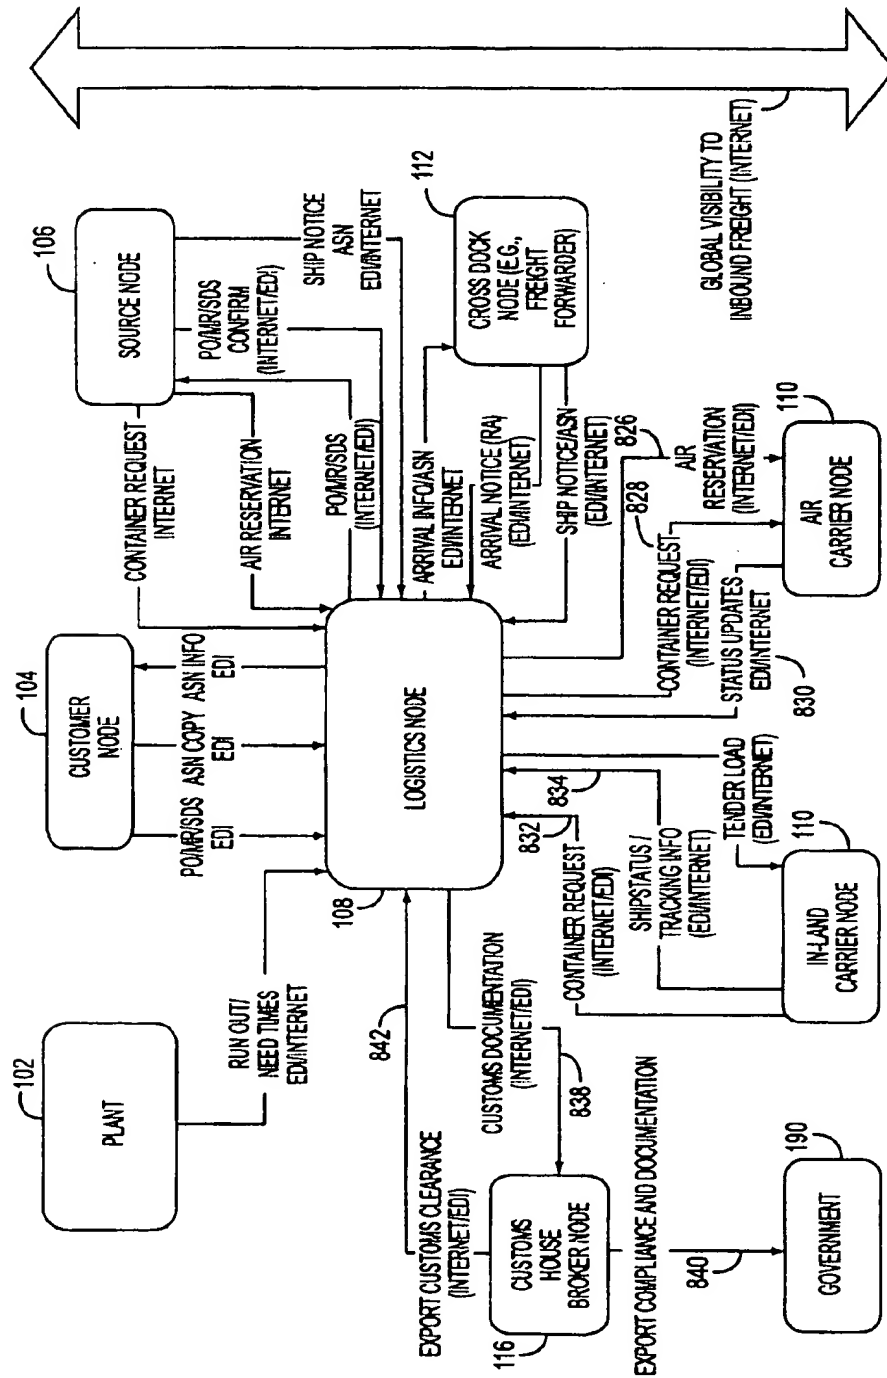 102
PLANT
104
CUSTOMER
NODE
106
SOURCE NODE
RUN OUT/
NEED TIMES
EDI/INTERNET
PO/MR/SDS
EDI
ASN COPY
EDI
ASN INFO
EDI
CONTAINER REQUEST
INTERNET
AIR RESERVATION
INTERNET
PO/MR/SDS
CONFIRM
(INTERNET/EDI)
SHIP NOTICE
ASN
EDI/INTERNET
PO/MR/SDS
(INTERNET/EDI)
108
LOGISTICS NODE
ARRIVAL INFO/ASN
EDI/INTERNET
ARRIVAL NOTICE (RA)
(EDI/INTERNET)
SHIP NOTICE/ASN
(EDI/INTERNET)
112
CROSS DOCK
NODE (E.G.,
FREIGHT
FORWARDER)
842
EXPORT CUSTOMS CLEARANCE
(INTERNET/EDI)
CUSTOMS DOCUMENTATION
(INTERNET/EDI)
838
116
CUSTOMS
HOUSE
BROKER NODE
832
834
CONTAINER REQUEST
(INTERNET/EDI)
SHIPSTATUS /
TRACKING INFO
(EDI/INTERNET)
TENDER LOAD
(EDI/INTERNET)
828
826
CONTAINER REQUEST
(INTERNET/EDI)
STATUS UPDATES
EDI/INTERNET
830
AIR
RESERVATION
(INTERNET/EDI)
EXPORT COMPLIANCE AND DOCUMENTATION
840
190
GOVERNMENT
110
IN-LAND
CARRIER NODE
110
AIR
CARRIER NODE
GLOBAL VISIBILITY TO
INBOUND FREIGHT (INTERNET)